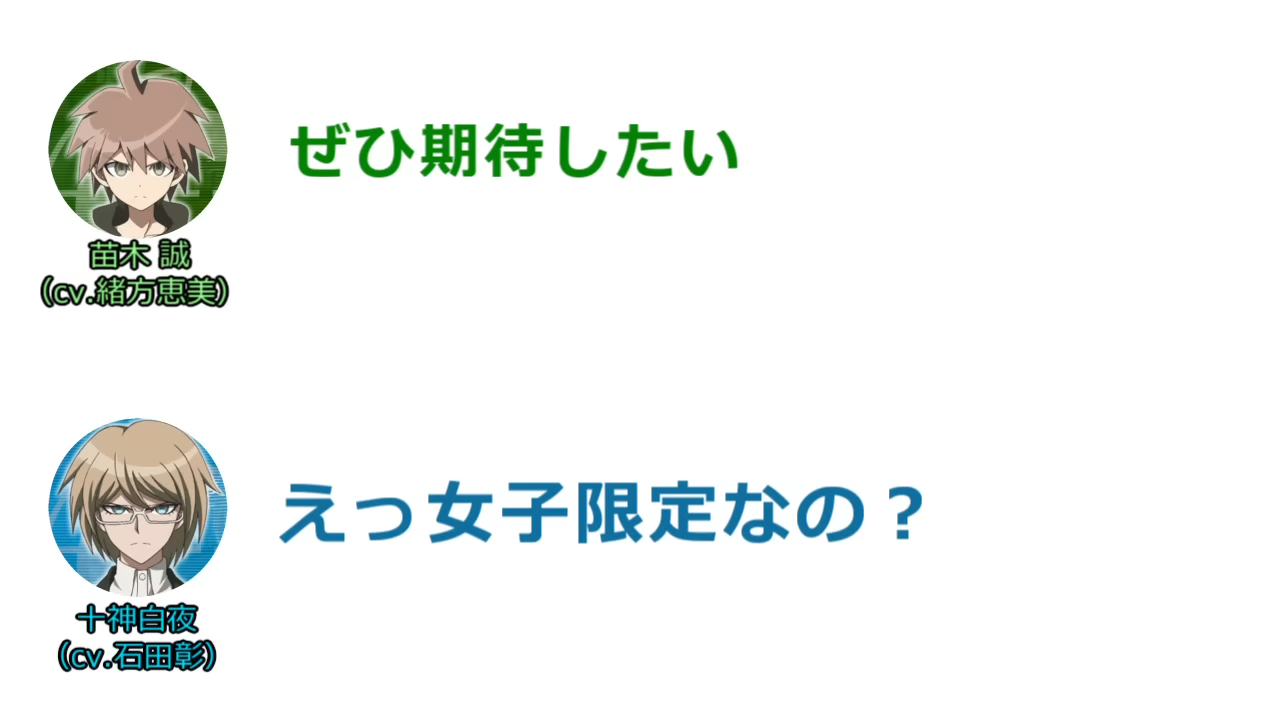 ぜひ期待したい
苗木 誠
(cv.緒方恵美)
えっ女子限定なの？
十神白夜
(cv.石田彰)